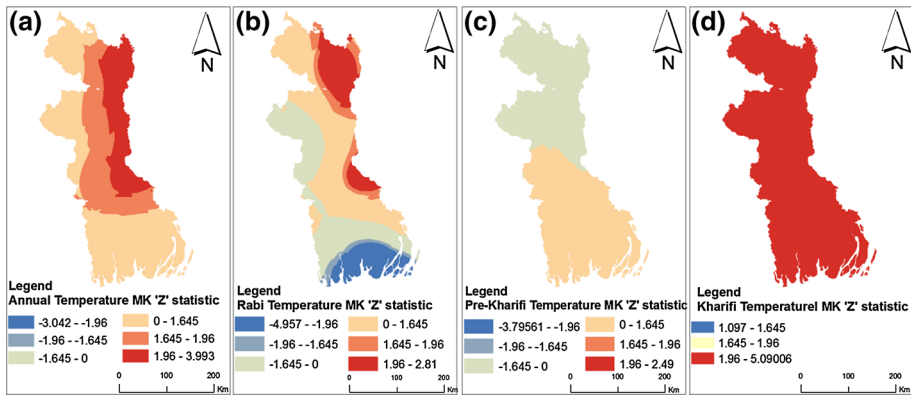 (a)
N
Legend
Annual Temperature MK 'Z' statistic
-3.042 - -1.96
0 - 1.645
-1.96 - -1.645
1.645 - 1.96
-1.645 - 0
1.96 - 3.993
0 100 200
Km
(b)
N
Legend
Rabi Temperature MK 'Z' statistic
-4.957 - -1.96
0 - 1.645
-1.96 - -1.645
1.645 - 1.96
-1.645 - 0
1.96 - 2.81
0 100 200
Km
(c)
N
Legend
Pre-Kharifi Temperature MK 'Z' statistic
-3.79561 - -1.96
0 - 1.645
-1.96 - -1.645
1.645 - 1.96
-1.645 - 0
1.96 - 2.49
0 100 200
Km
(d)
N
Legend
Kharifi Temperaturel MK 'Z' statistic
1.097 - 1.645
1.645 - 1.96
1.96 - 5.09006
0 100 200
Km